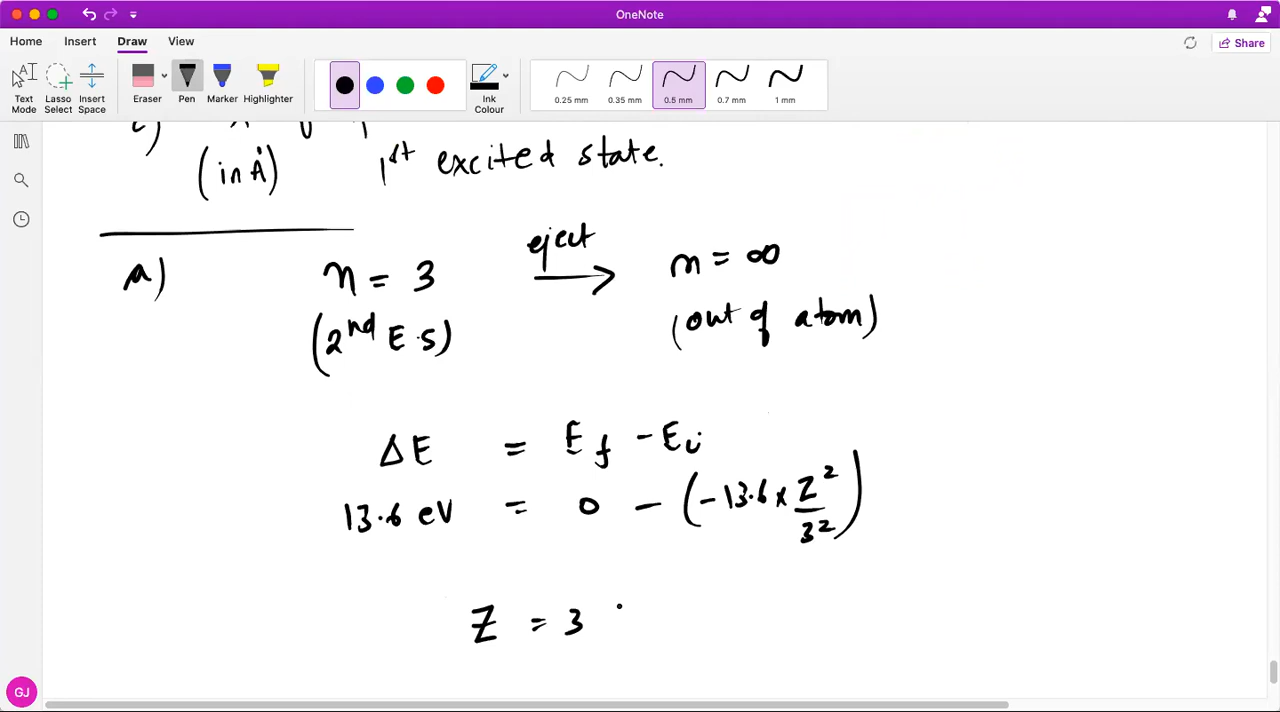 OneNote
Home Insert Draw View
Share
Text Mode
Lasso Select
Insert Space
Eraser
Pen
Marker
Highlighter
Ink Colour
0.25 mm
0.35 mm
0.5 mm
0.7 mm
1 mm
(in Å) 1st excited state.
a) n = 3 eject n = ∞
(2nd E.S) (out of atom)
ΔE = Ef - Ei
13.6 eV = 0 - (-13.6 × Z²/3²)
Z = 3
GJ